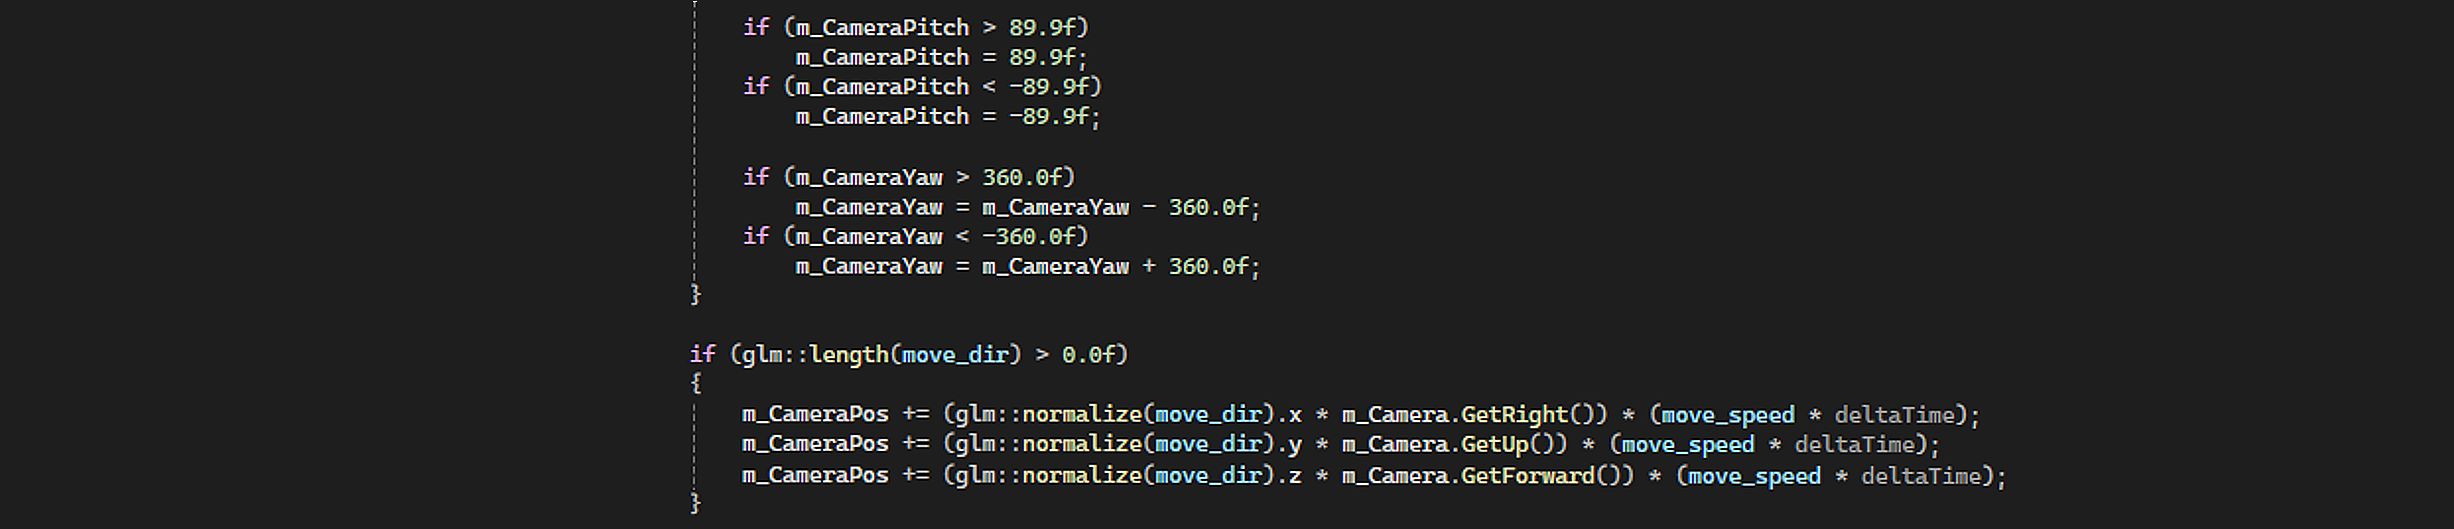 if (m_CameraPitch > 89.9f)
m_CameraPitch = 89.9f;
if (m_CameraPitch < -89.9f)
m_CameraPitch = -89.9f;
if (m_CameraYaw > 360.0f)
m_CameraYaw = m_CameraYaw - 360.0f;
if (m_CameraYaw < -360.0f)
m_CameraYaw = m_CameraYaw + 360.0f;
}
if (glm::length(move_dir) > 0.0f)
{
m_CameraPos += (glm::normalize(move_dir).x * m_Camera.GetRight()) * (move_speed * deltaTime);
m_CameraPos += (glm::normalize(move_dir).y * m_Camera.GetUp()) * (move_speed * deltaTime);
m_CameraPos += (glm::normalize(move_dir).z * m_Camera.GetForward()) * (move_speed * deltaTime);
}